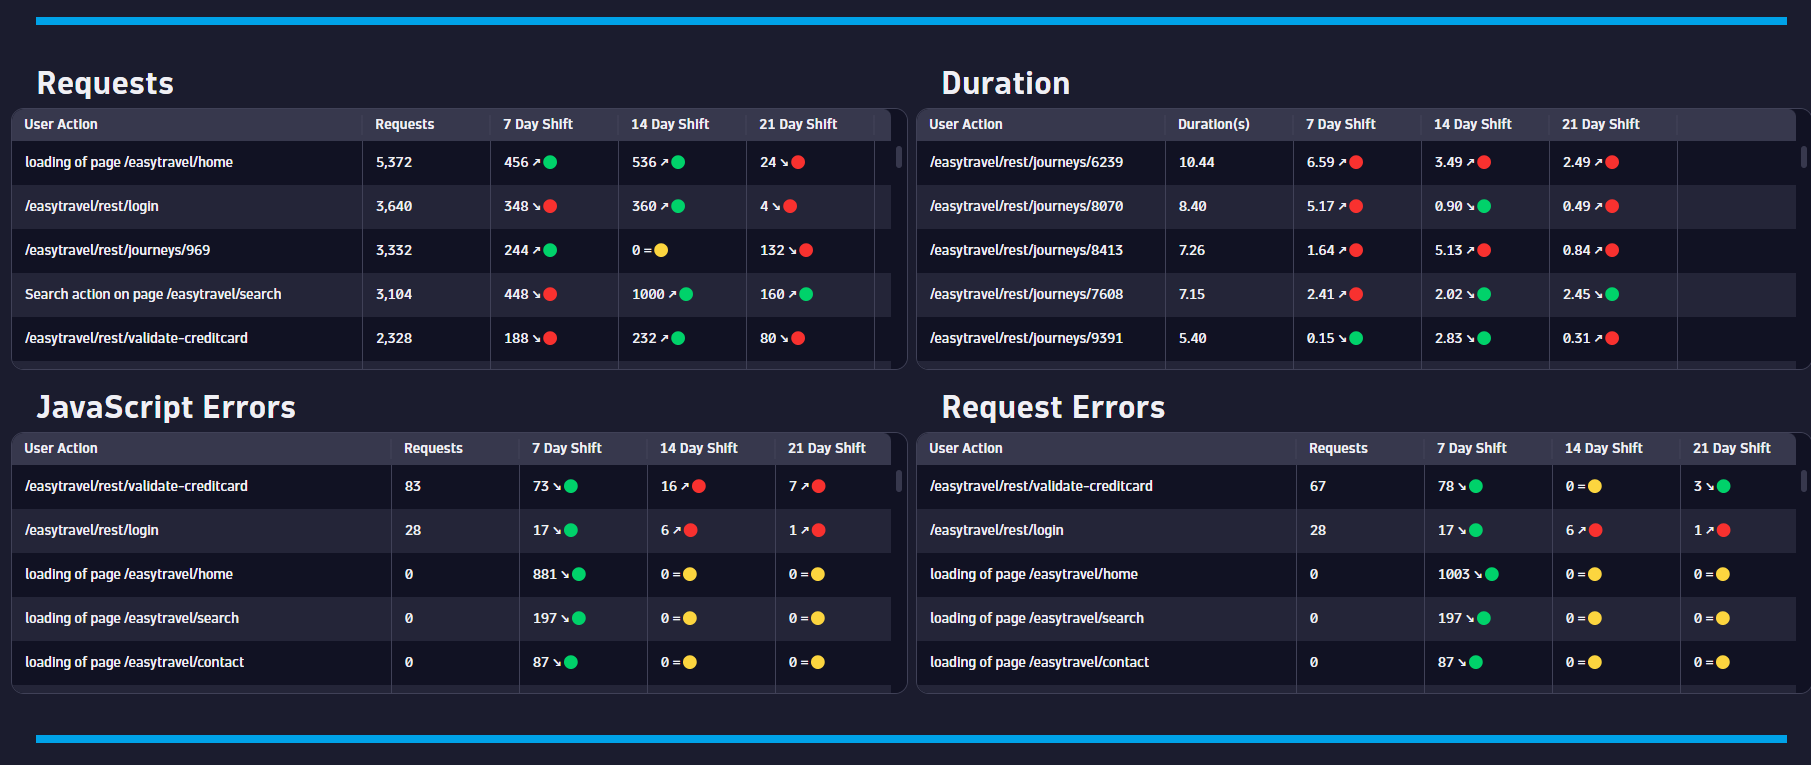 Requests
User Action Requests 7 Day Shift 14 Day Shift 21 Day Shift
loading of page /easytravel/home 5,372 456 ↗ 536 ↗ 24 ↘
/easytravel/rest/login 3,640 348 ↘ 360 ↗ 4 ↘
/easytravel/rest/journeys/969 3,332 244 ↗ 0 = 132 ↘
Search action on page /easytravel/search 3,104 448 ↘ 1000 ↗ 160 ↗
/easytravel/rest/validate-creditcard 2,328 188 ↘ 232 ↗ 80 ↘
Duration
User Action Duration(s) 7 Day Shift 14 Day Shift 21 Day Shift
/easytravel/rest/journeys/6239 10.44 6.59 ↗ 3.49 ↗ 2.49 ↗
/easytravel/rest/journeys/8070 8.40 5.17 ↗ 0.90 ↘ 0.49 ↗
/easytravel/rest/journeys/8413 7.26 1.64 ↗ 5.13 ↗ 0.84 ↗
/easytravel/rest/journeys/7608 7.15 2.41 ↗ 2.02 ↘ 2.45 ↘
/easytravel/rest/journeys/9391 5.40 0.15 ↘ 2.83 ↘ 0.31 ↗
JavaScript Errors
User Action Requests 7 Day Shift 14 Day Shift 21 Day Shift
/easytravel/rest/validate-creditcard 83 73 ↘ 16 ↗ 7 ↗
/easytravel/rest/login 28 17 ↘ 6 ↗ 1 ↗
loading of page /easytravel/home 0 881 ↘ 0 = 0 =
loading of page /easytravel/search 0 197 ↘ 0 = 0 =
loading of page /easytravel/contact 0 87 ↘ 0 = 0 =
Request Errors
User Action Requests 7 Day Shift 14 Day Shift 21 Day Shift
/easytravel/rest/validate-creditcard 67 78 ↘ 0 = 3 ↘
/easytravel/rest/login 28 17 ↘ 6 ↗ 1 ↗
loading of page /easytravel/home 0 1003 ↘ 0 = 0 =
loading of page /easytravel/search 0 197 ↘ 0 = 0 =
loading of page /easytravel/contact 0 87 ↘ 0 = 0 =